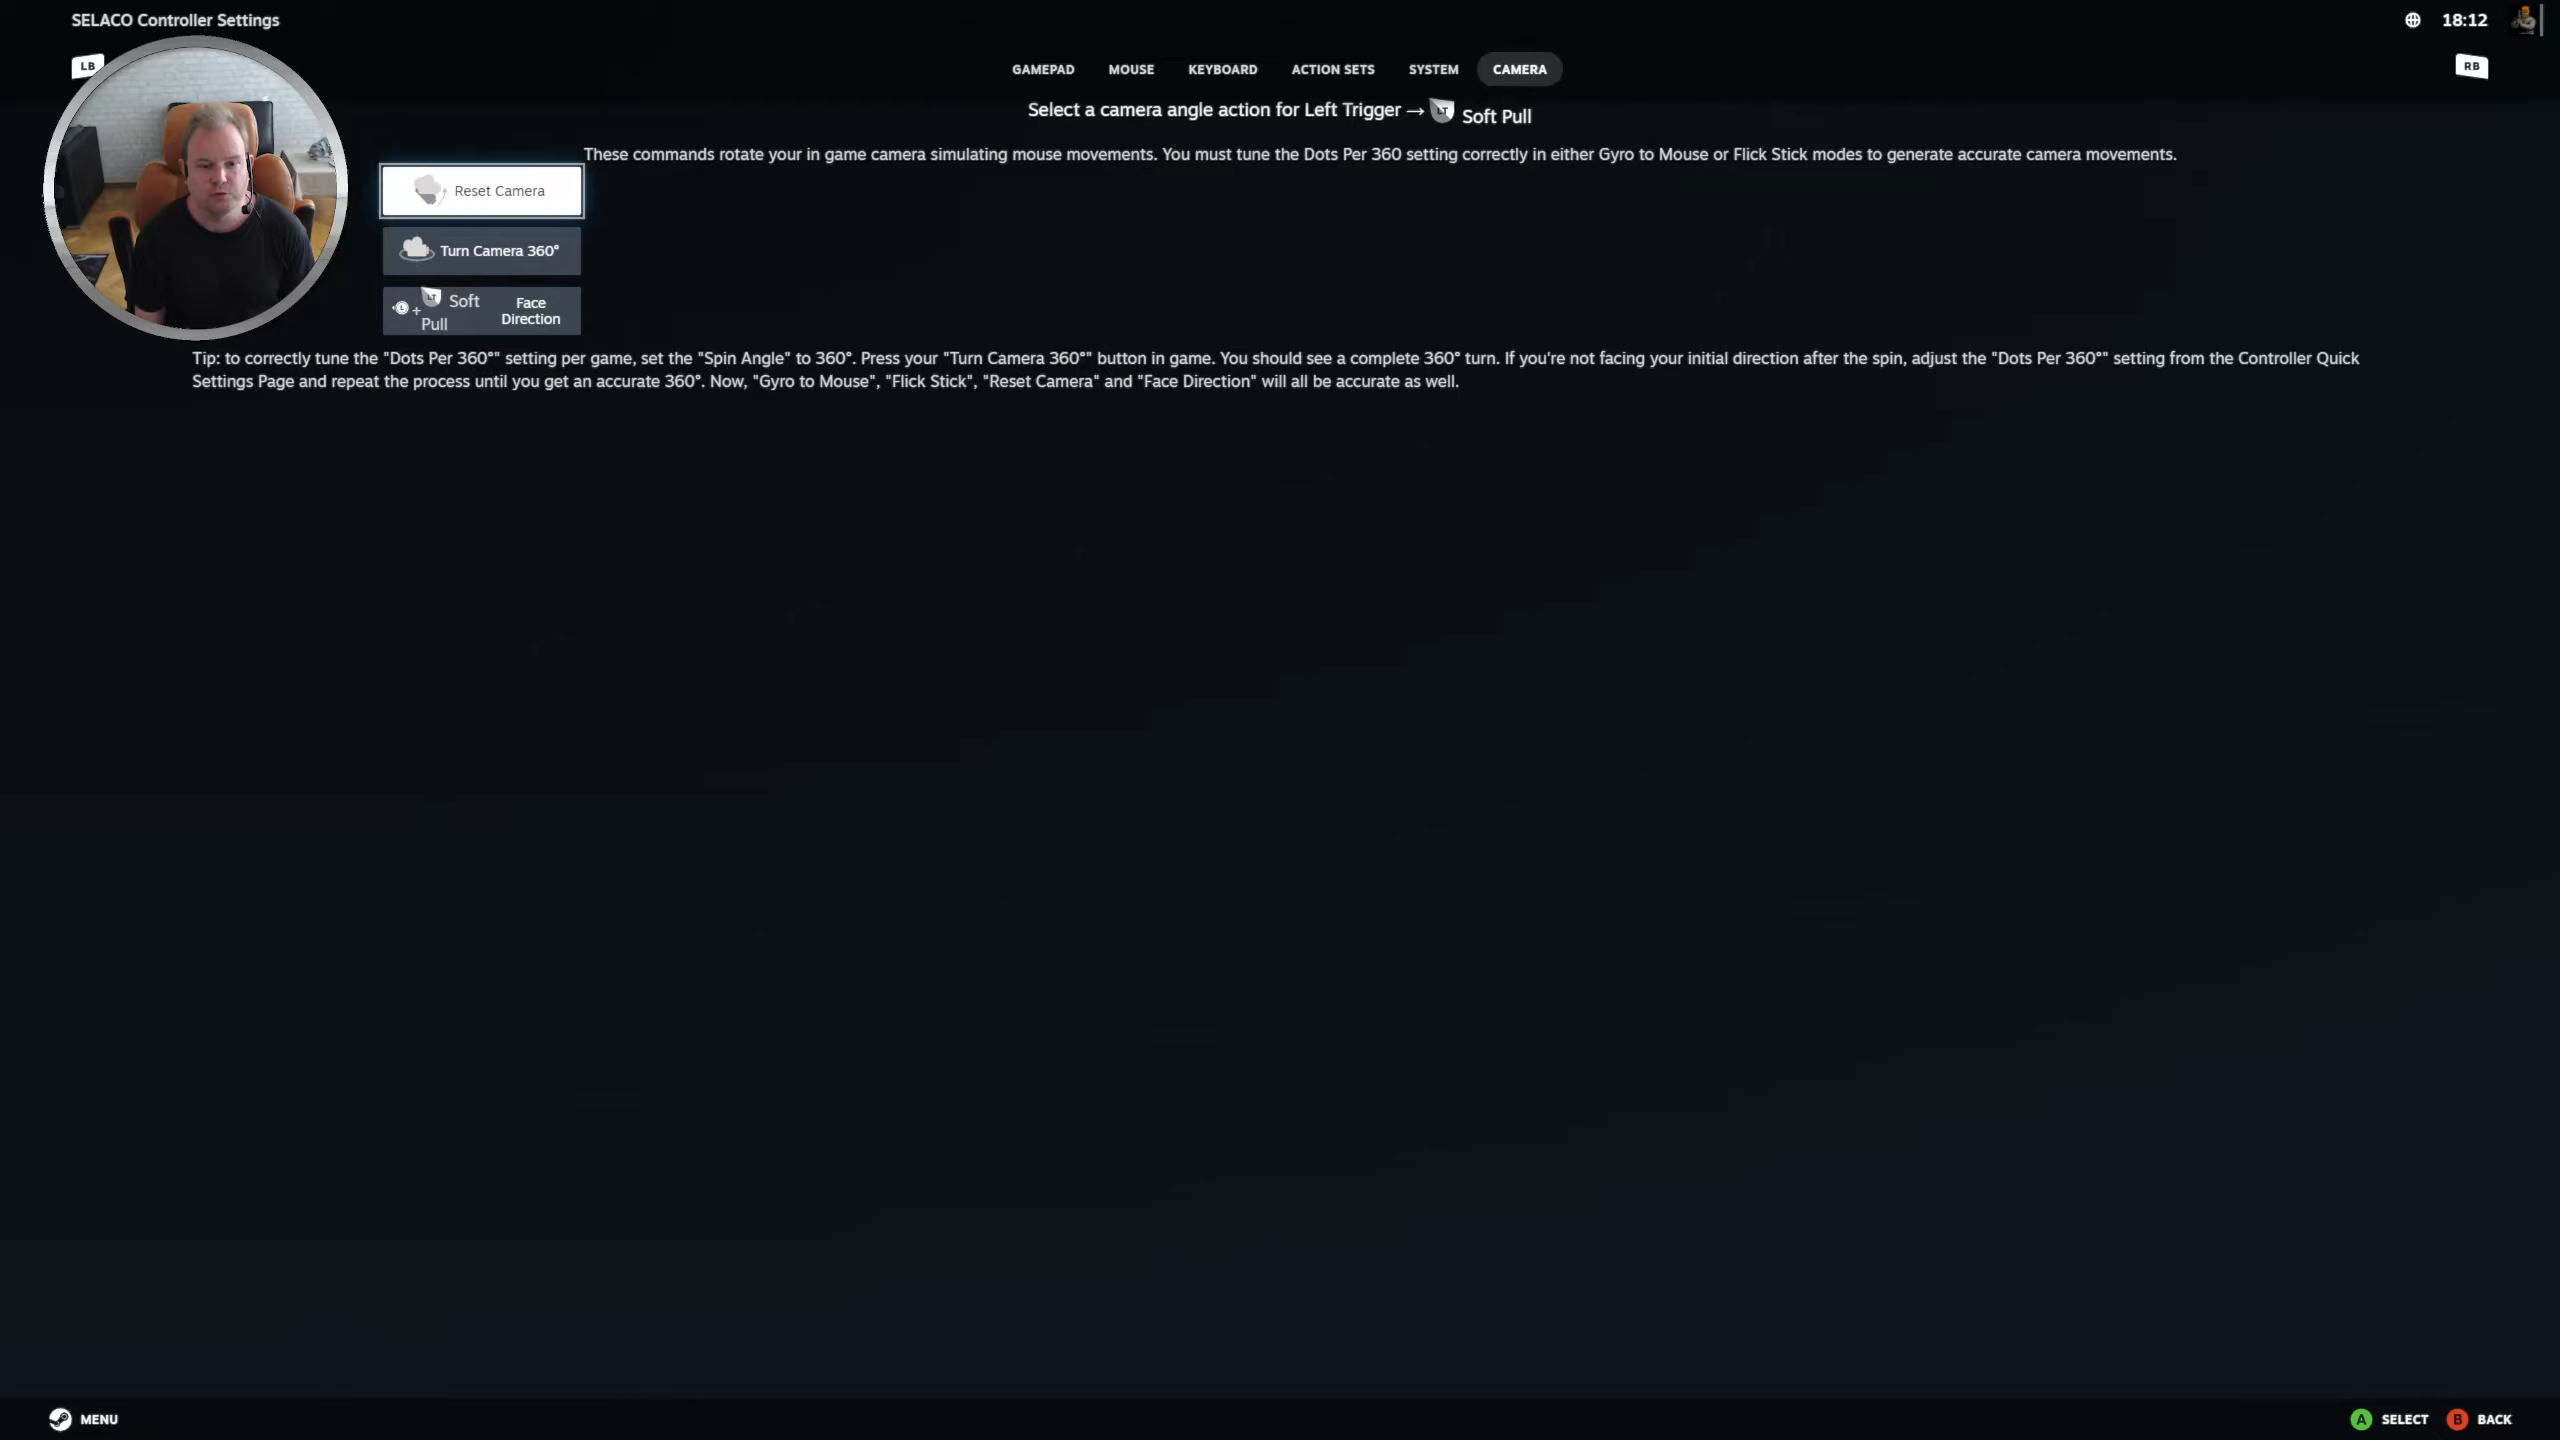 SELACO Controller Settings
18:12
LB
GAMEPAD MOUSE KEYBOARD ACTION SETS SYSTEM CAMERA
RB
Select a camera angle action for Left Trigger → LT Soft Pull
These commands rotate your in game camera simulating mouse movements. You must tune the Dots Per 360 setting correctly in either Gyro to Mouse or Flick Stick modes to generate accurate camera movements.
Reset Camera
Turn Camera 360°
L + LT Soft Pull
Face Direction
Tip: to correctly tune the "Dots Per 360°" setting per game, set the "Spin Angle" to 360°. Press your "Turn Camera 360°" button in game. You should see a complete 360° turn. If you're not facing your initial direction after the spin, adjust the "Dots Per 360°" setting from the Controller Quick
Settings Page and repeat the process until you get an accurate 360°. Now, "Gyro to Mouse", "Flick Stick", "Reset Camera" and "Face Direction" will all be accurate as well.
MENU
A SELECT B BACK